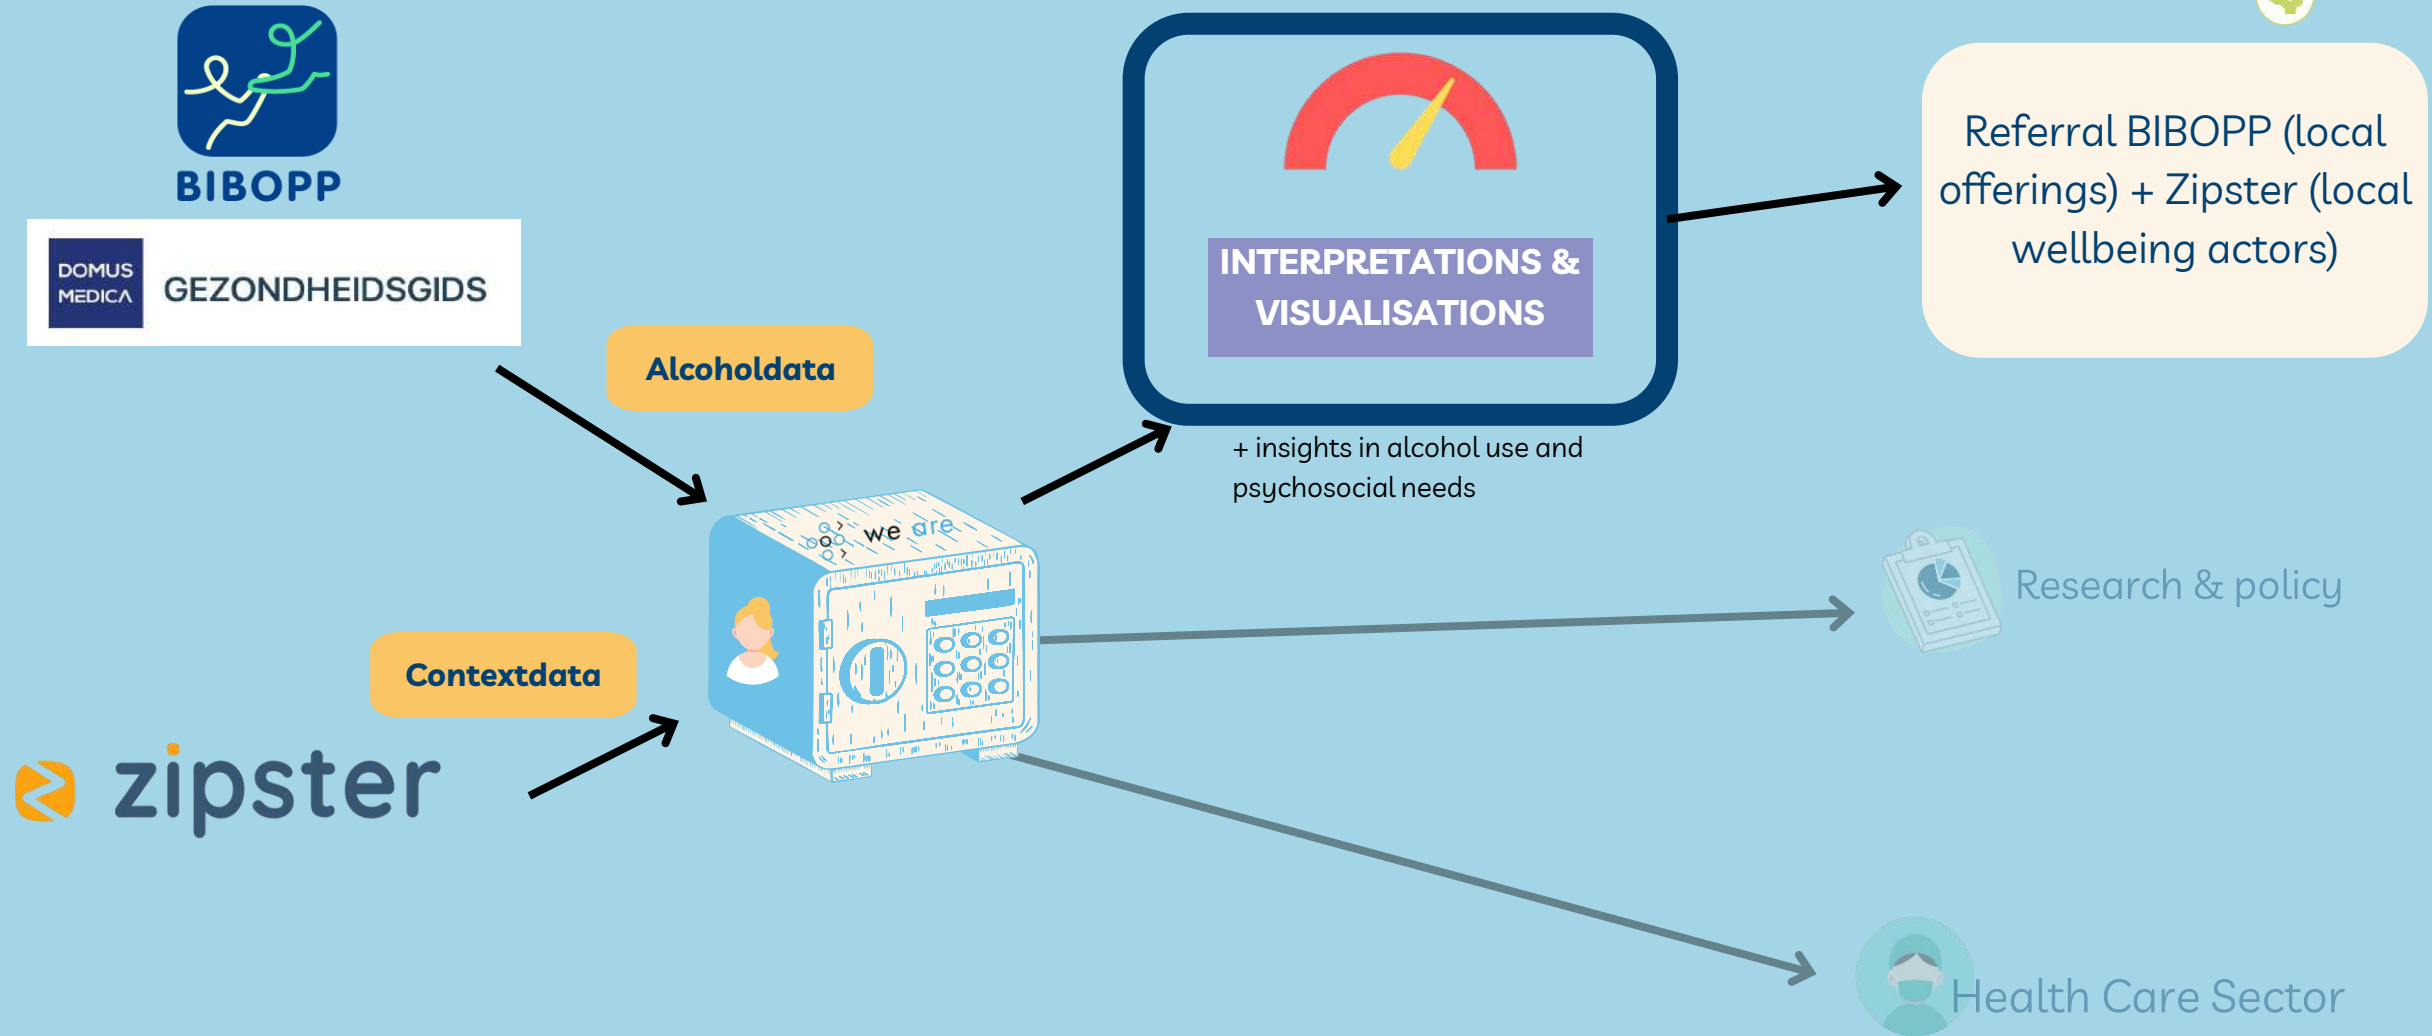 BIBOPP
DOMUS
MEDICA
GEZONDHEIDSGIDS
Alcoholdata
INTERPRETATIONS &
VISUALISATIONS
+ insights in alcohol use and
psychosocial needs
Referral BIBOPP (local
offerings) + Zipster (local
wellbeing actors)
we are
Research & policy
Contextdata
zipster
Health Care Sector